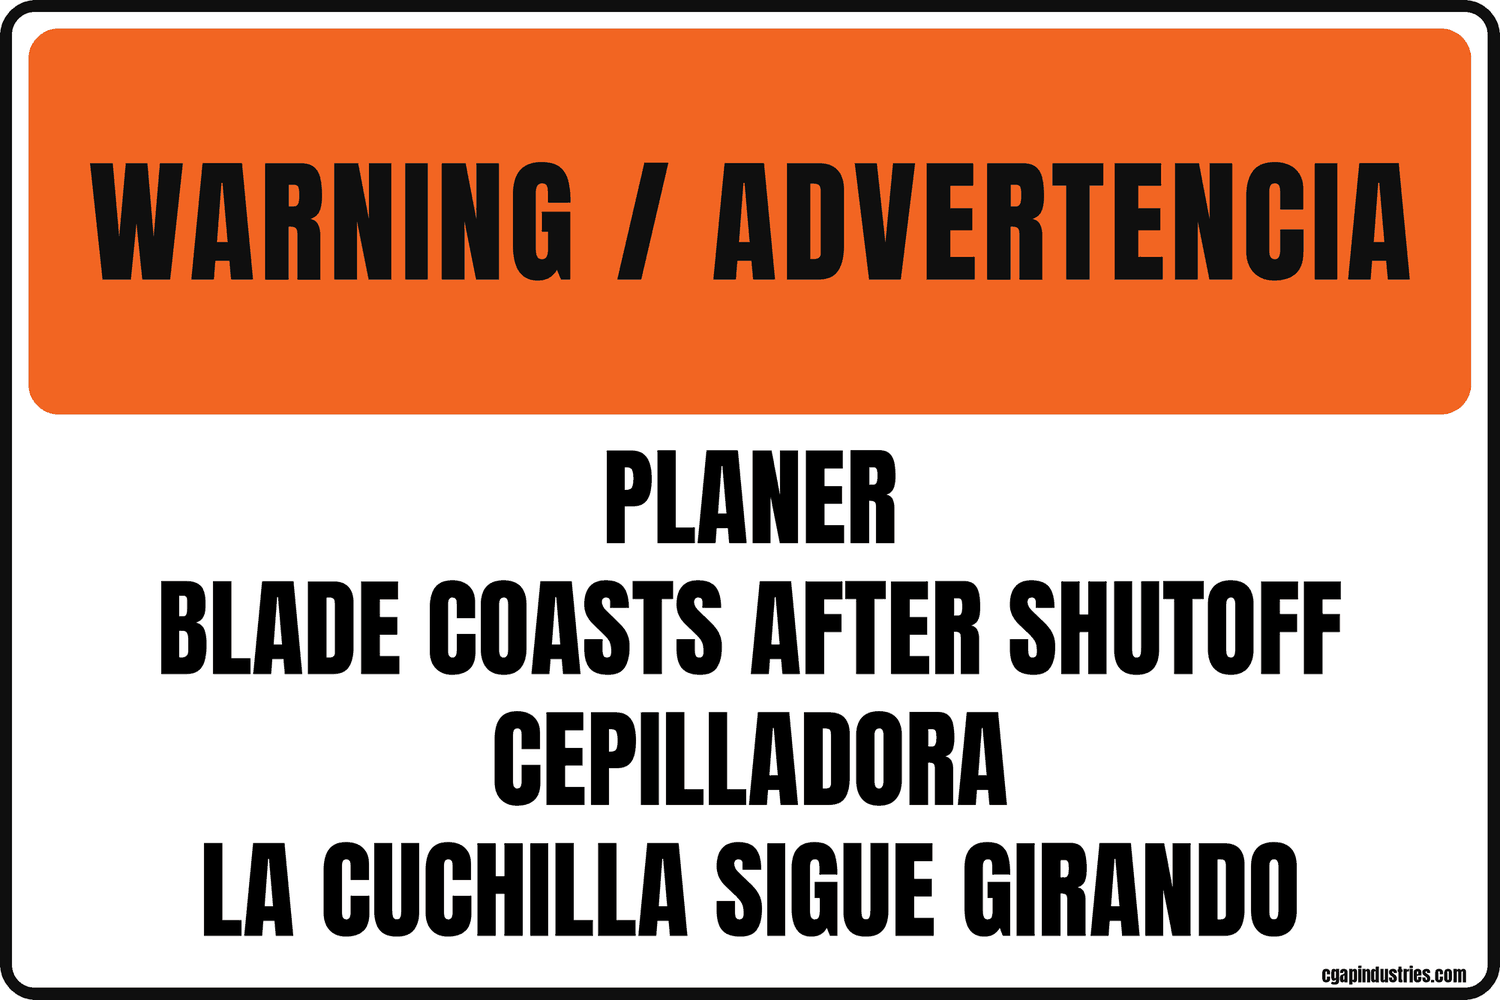 WARNING / ADVERTENCIA
PLANER
BLADE COASTS AFTER SHUTOFF
CEPILLADORA
LA CUCHILLA SIGUE GIRANDO
cgapindustries.com